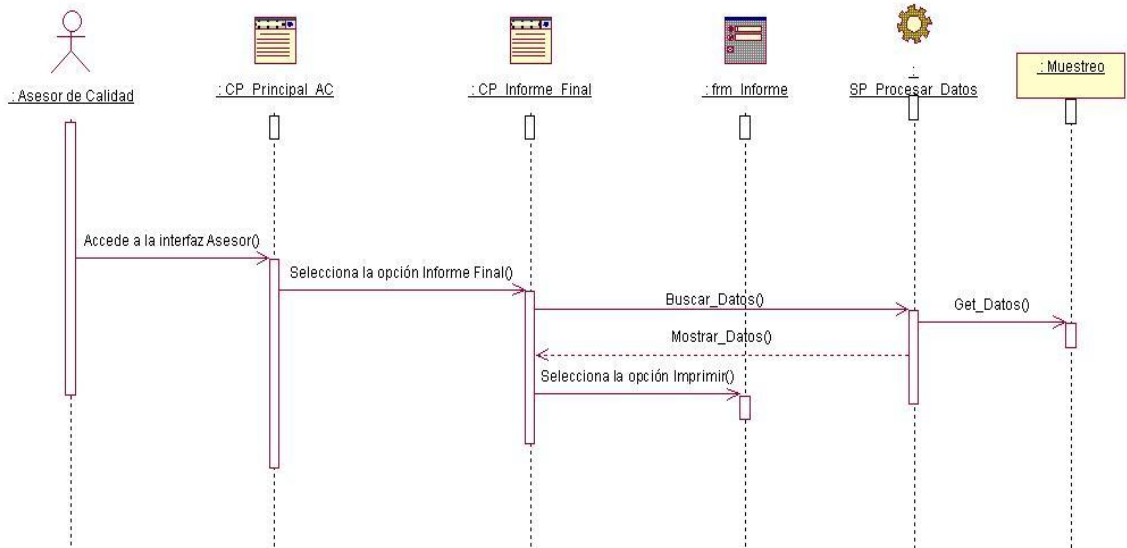 : Asesor de Calidad
: CP_Principal_AC
: CP_Informe_Final
: frm_Informe
:
SP_Procesar_Datos
: Muestreo
Accede a la interfaz Asesor()
Selecciona la opción Informe Final()
Buscar_Datos()
Get_Datos()
Mostrar_Datos()
Selecciona la opción Imprimir()